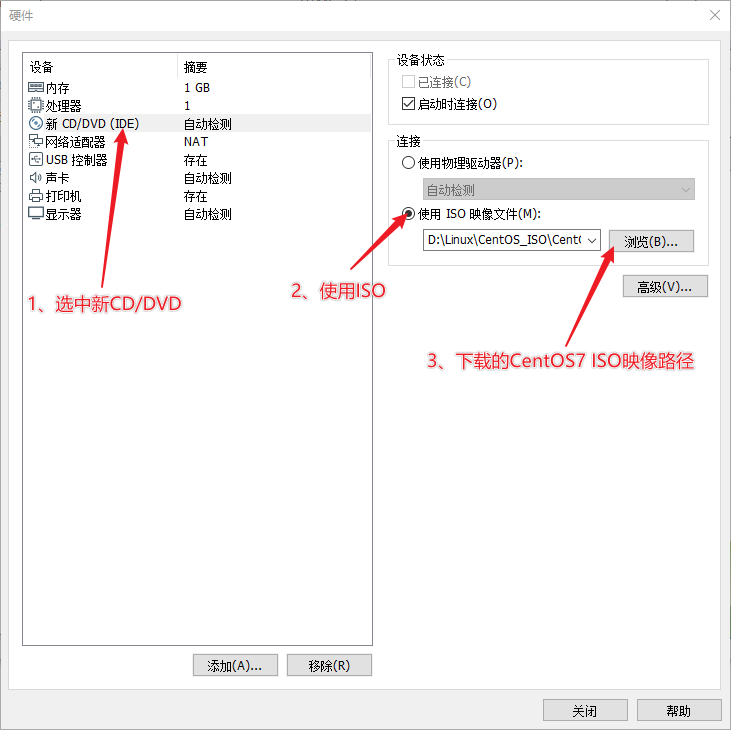 硬件
设备 摘要
内存 1 GB
处理器 1
新 CD/DVD (IDE) 自动检测
网络适配器 NAT
USB 控制器 存在
声卡 自动检测
打印机 存在
显示器 自动检测
1、选中新CD/DVD
添加(A)... 移除(R)
设备状态
已连接(C)
启动时连接(O)
连接
使用物理驱动器(P):
自动检测
使用 ISO 映像文件(M):
D:\Linux\CentOS_ISO\Cent 浏览(B)...
2、使用ISO
高级(V)...
3、下载的CentOS7 ISO映像路径
关闭 帮助